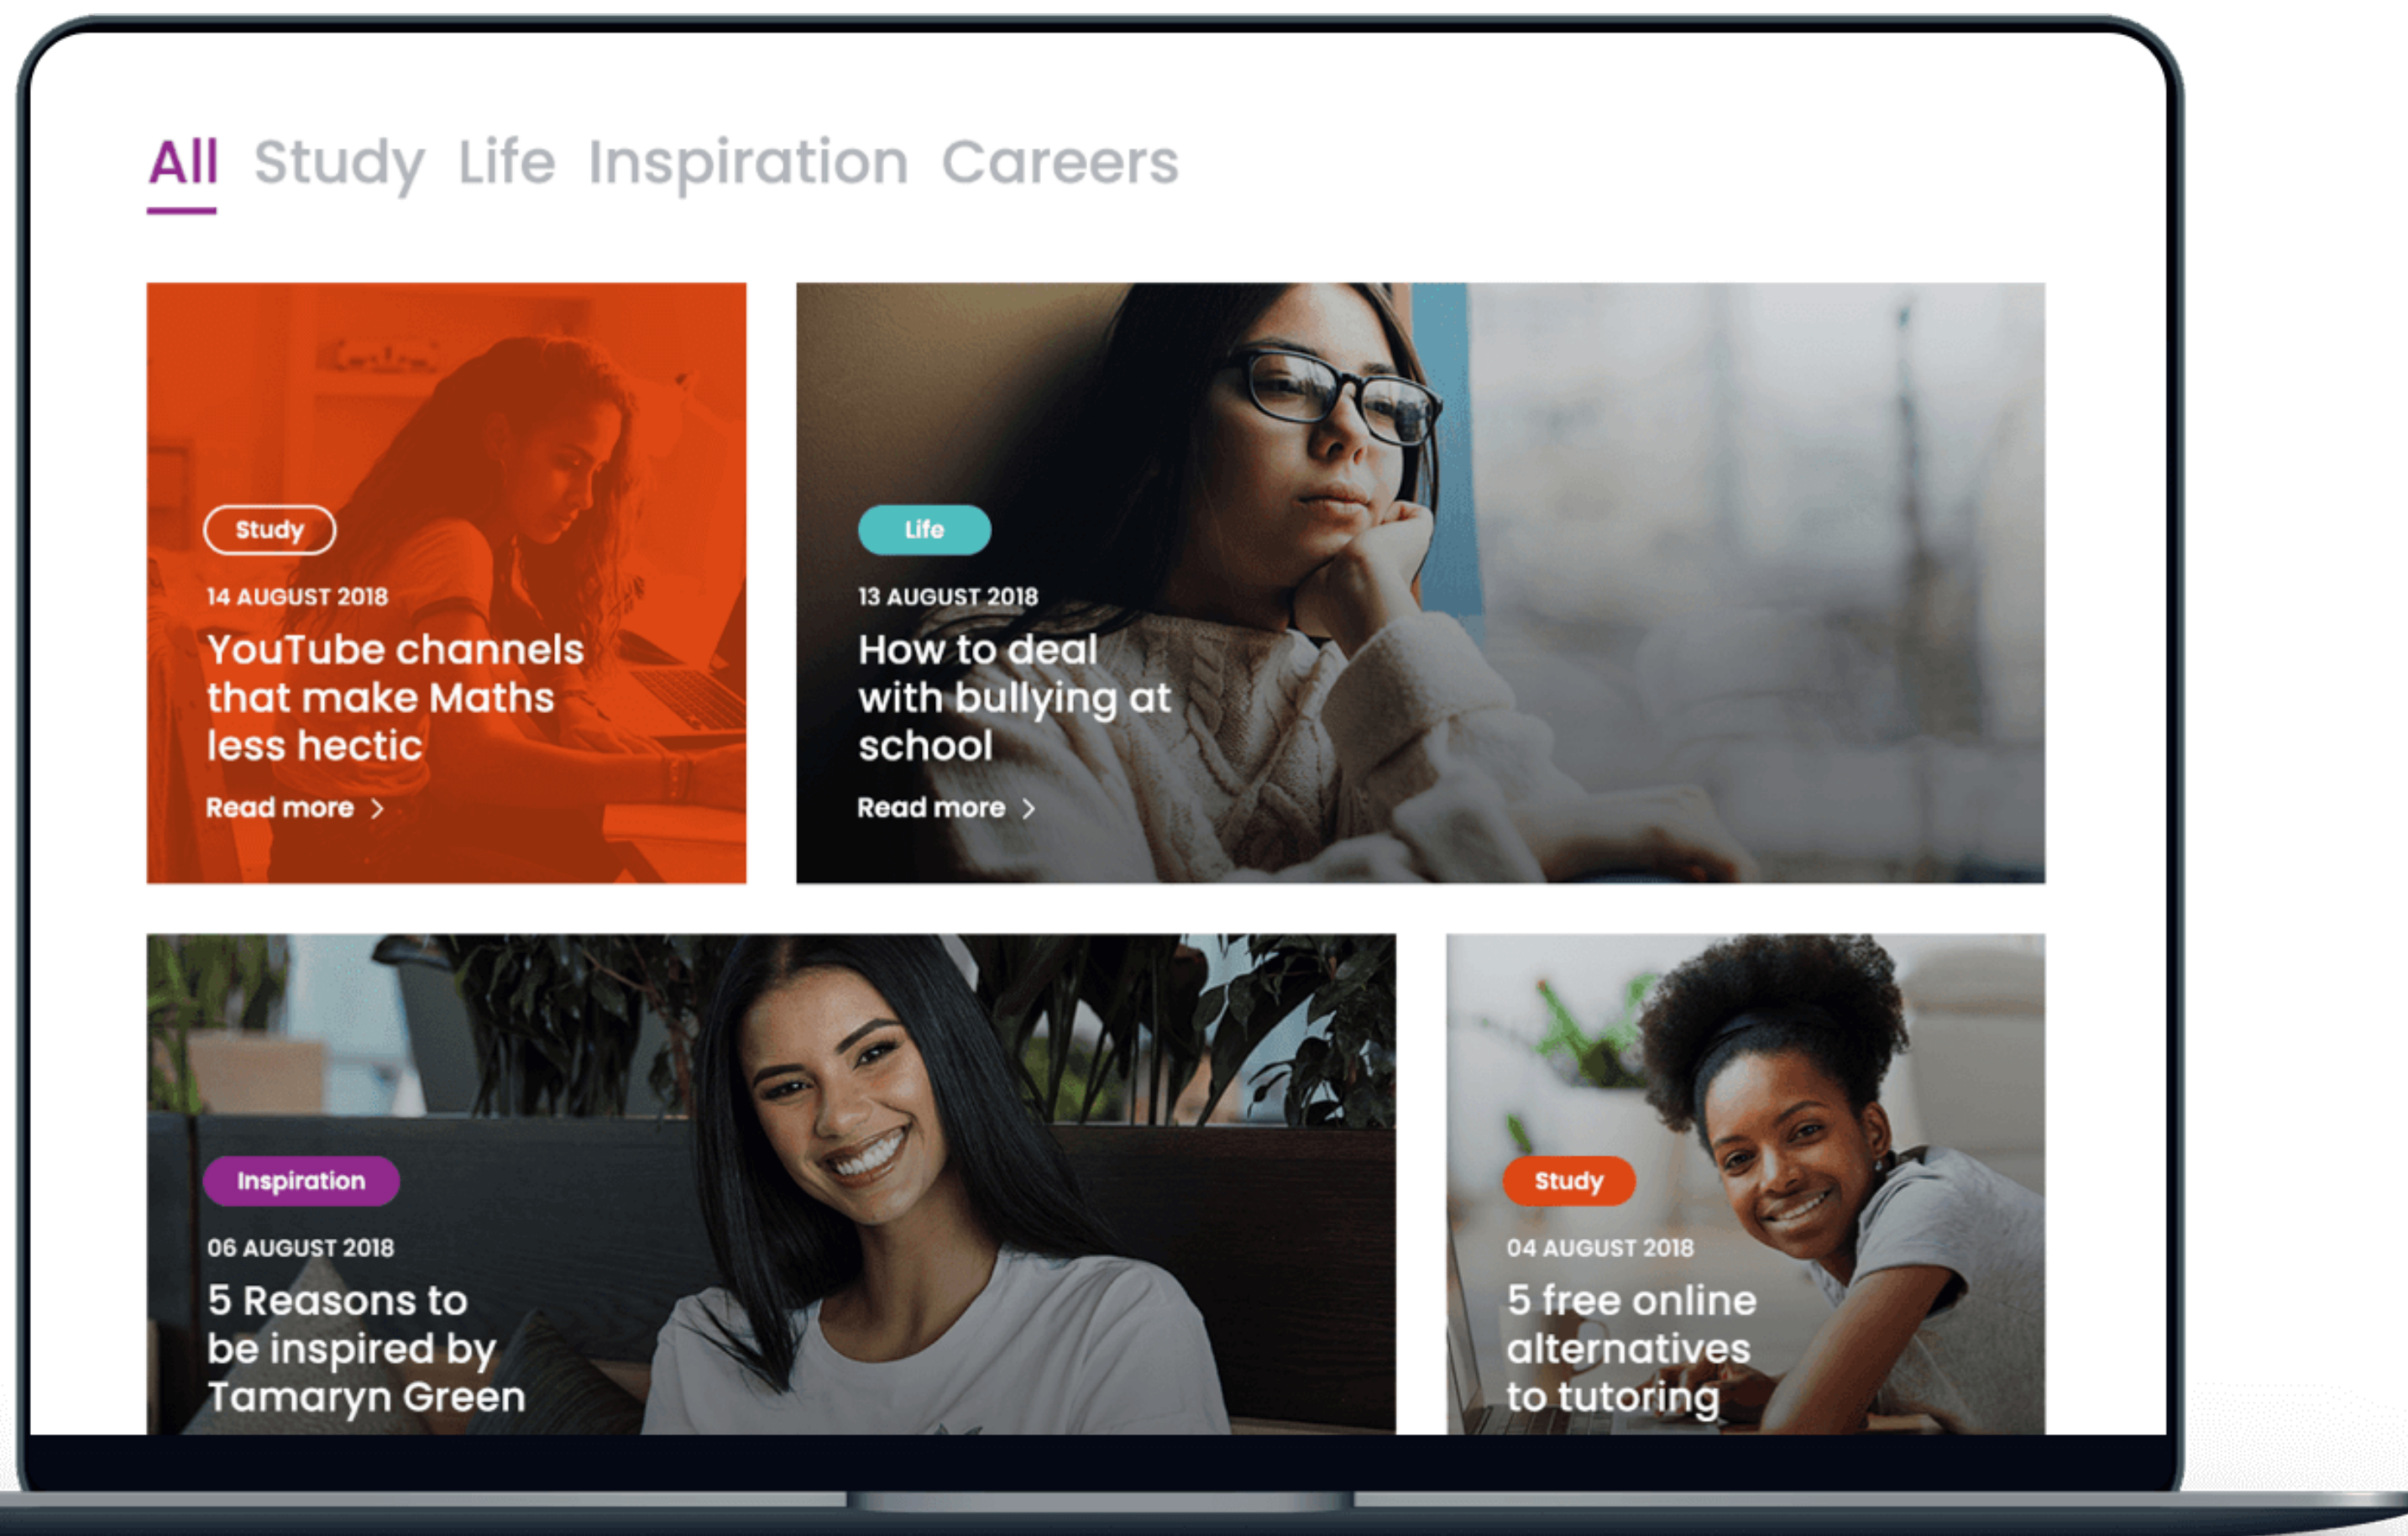 All Study Life Inspiration Careers
Study
14 AUGUST 2018
YouTube channels
that make Maths
less hectic
Read more
Life
13 AUGUST 2018
How to deal
with bullying at
school
Read more
Inspiration
06 AUGUST 2018
5 Reasons to
be inspired by
Tamaryn Green
Study
04 AUGUST 2018
5 free online
alternatives
to tutoring